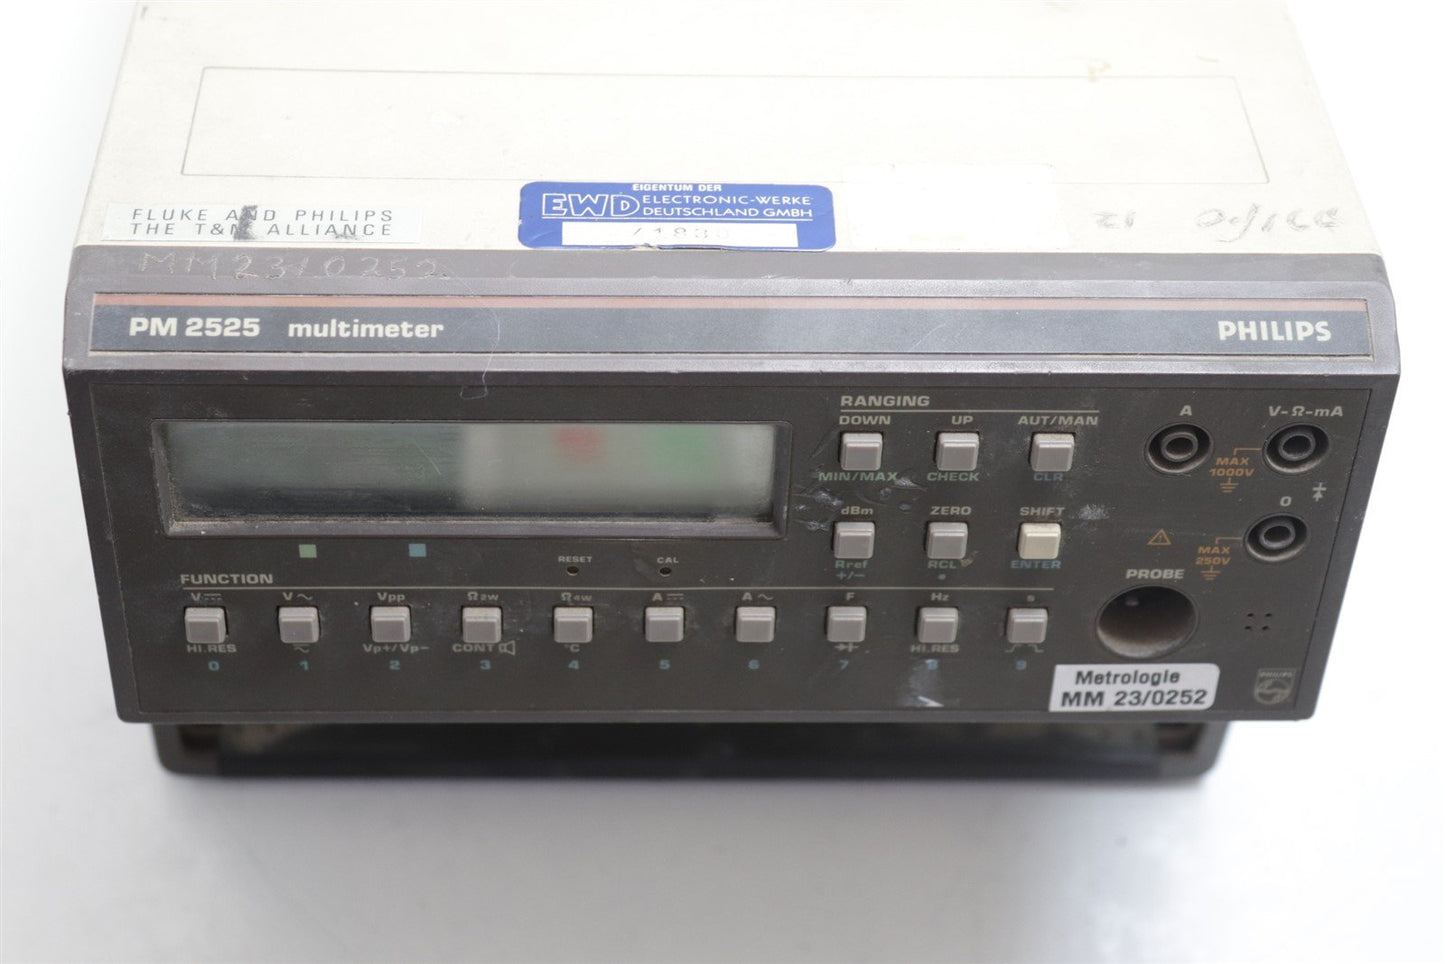 EIGENTUM DER
EWD ELECTRONIC-WERKE
DEUTSCHLAND GMBH
FLUKE AND PHILIPS
THE T&M ALLIANCE
MM2310252
PM 2525 multimeter PHILIPS
RANGING
DOWN UP AUT/MAN
MIN/MAX CHECK CLR
dBm ZERO SHIFT
Rref RCL ENTER
+/− •
A V-Ω-mA
MAX
1000V
0
MAX
250V
PROBE
RESET CAL
FUNCTION
V⎓ V~ Vpp Ω2W Ω4W A⎓ A~ F Hz s
HI.RES ~ Vp+/Vp− CONT °C HI.RES
0 1 2 3 4 5 6 7 8 9
Metrologie
MM 23/0252
PHILIPS